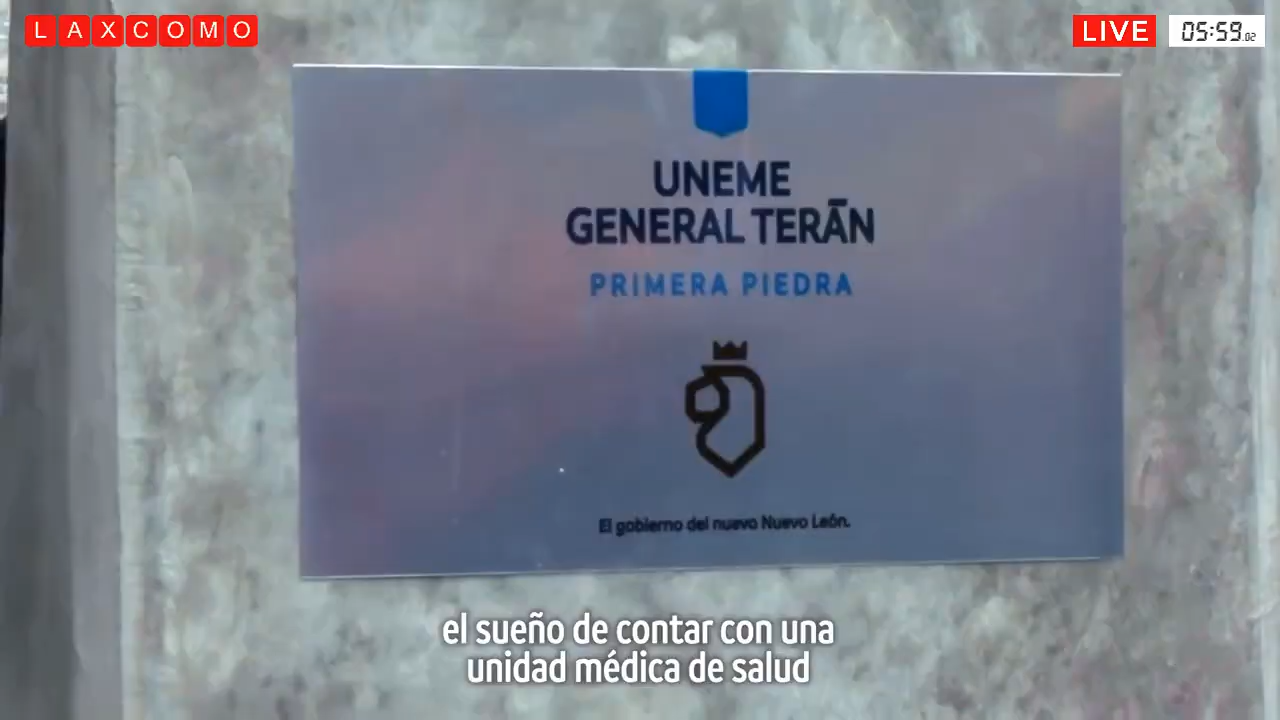 LAXCOMO
LIVE 05:59.02
UNEME
GENERAL TERĀN
PRIMERA PIEDRA
El gobierno del nuevo Nuevo León.
el sueño de contar con una
unidad médica de salud